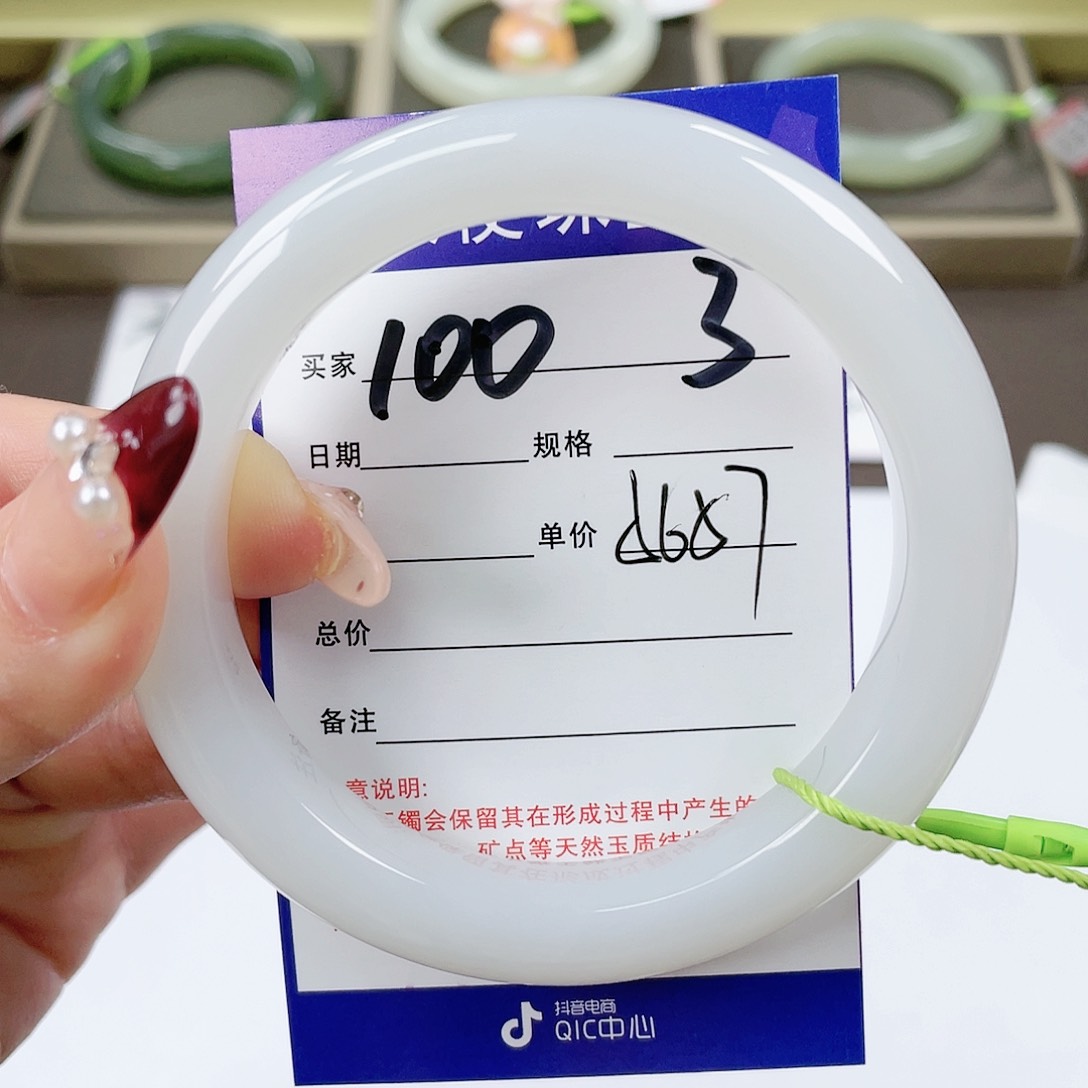 买家 100 3
日期 规格
单价
总价
备注
意说明:
镯会保留其在形成过程中产生的
矿点等天然玉质结
抖音电商
QIC中心